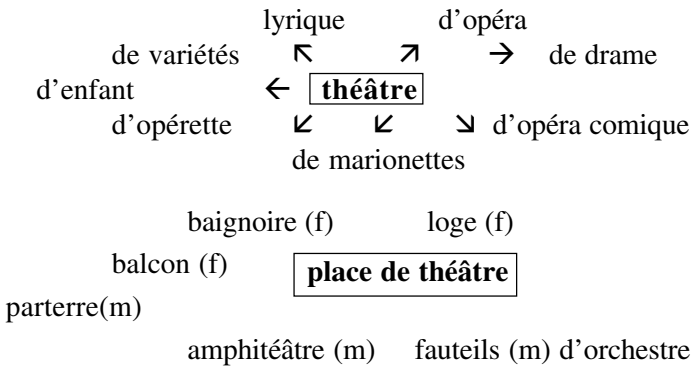 lyrique d’opéra
de variétés ↖ ↗ → de drame
d’enfant ← théâtre
d’opérette ↙ ↙ ↘ d’opéra comique
de marionettes
baignoire (f) loge (f)
balcon (f) place de théâtre
parterre(m)
amphitéâtre (m) fauteils (m) d’orchestre